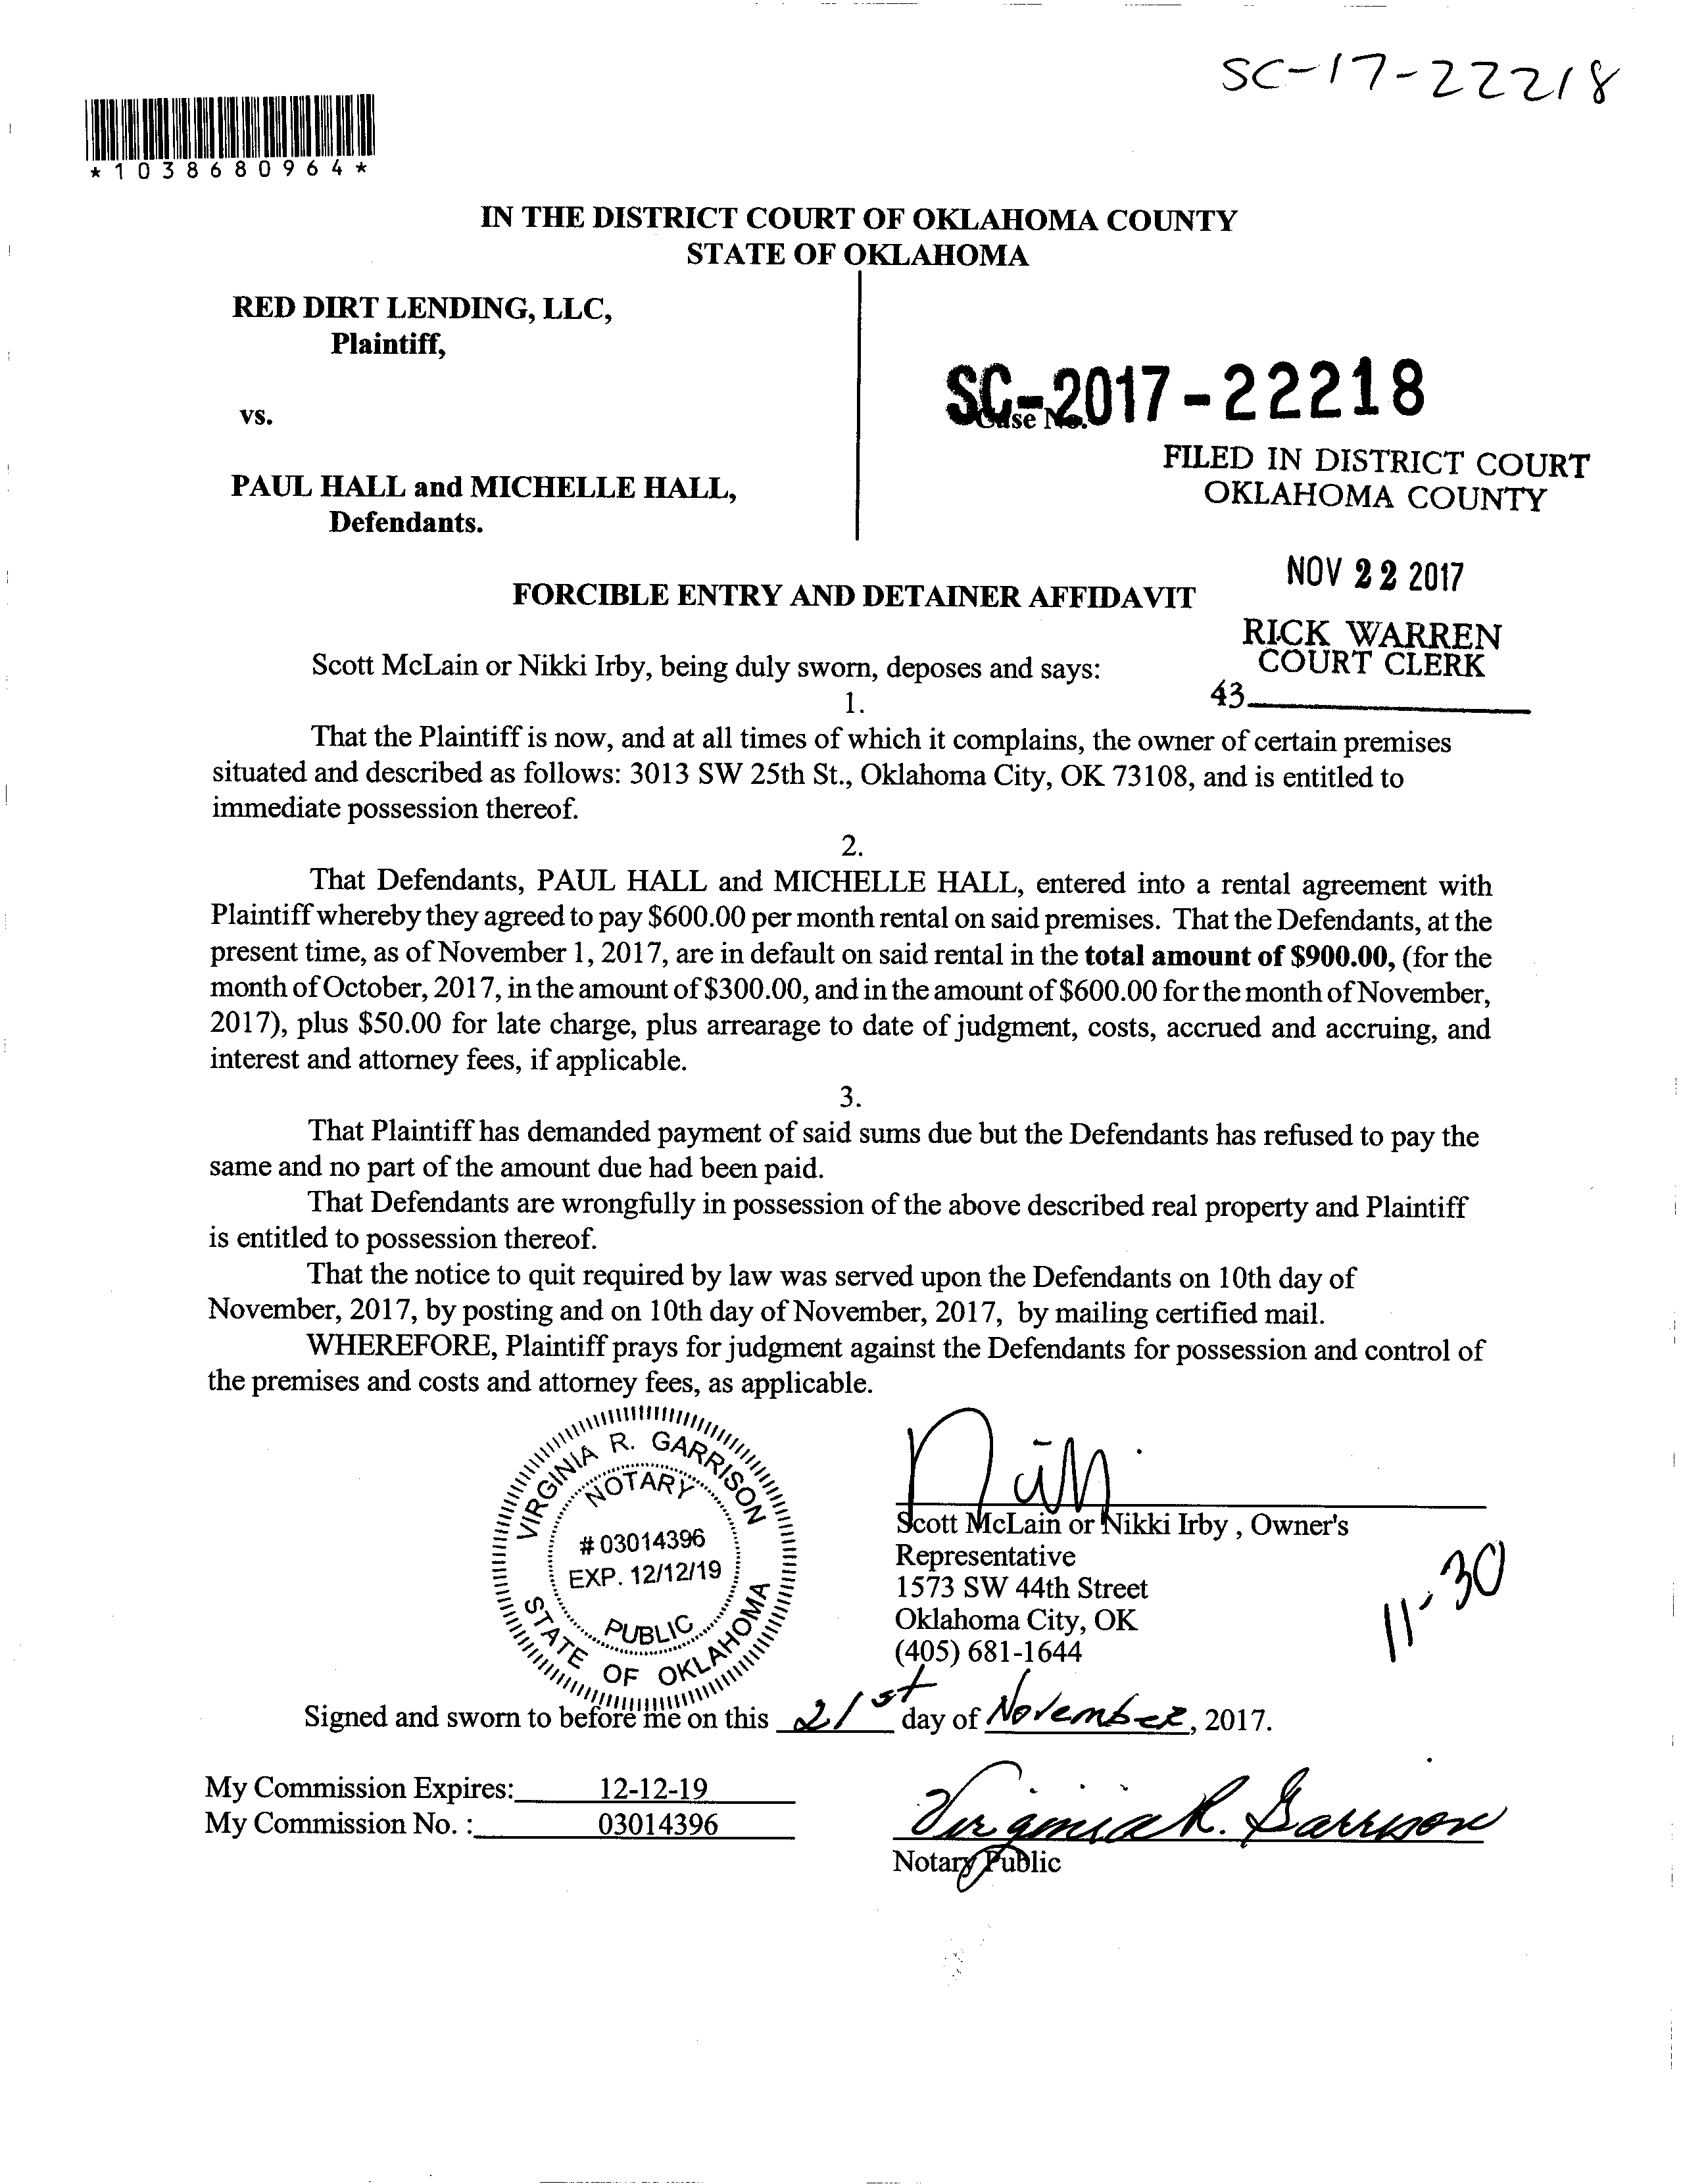 SC-17-22218
*1038680964*
IN THE DISTRICT COURT OF OKLAHOMA COUNTY
STATE OF OKLAHOMA
RED DIRT LENDING, LLC,
Plaintiff,
SC-2017-22218
Case No.
vs.
FILED IN DISTRICT COURT
OKLAHOMA COUNTY
PAUL HALL and MICHELLE HALL,
Defendants.
NOV 22 2017
FORCIBLE ENTRY AND DETAINER AFFIDAVIT
RICK WARREN
COURT CLERK
43
Scott McLain or Nikki Irby, being duly sworn, deposes and says:
1.
That the Plaintiff is now, and at all times of which it complains, the owner of certain premises
situated and described as follows: 3013 SW 25th St., Oklahoma City, OK 73108, and is entitled to
immediate possession thereof.
2.
That Defendants, PAUL HALL and MICHELLE HALL, entered into a rental agreement with
Plaintiff whereby they agreed to pay $600.00 per month rental on said premises. That the Defendants, at the
present time, as of November 1, 2017, are in default on said rental in the total amount of $900.00, (for the
month of October, 2017, in the amount of $300.00, and in the amount of $600.00 for the month of November,
2017), plus $50.00 for late charge, plus arrearage to date of judgment, costs, accrued and accruing, and
interest and attorney fees, if applicable.
3.
That Plaintiff has demanded payment of said sums due but the Defendants has refused to pay the
same and no part of the amount due had been paid.
That Defendants are wrongfully in possession of the above described real property and Plaintiff
is entitled to possession thereof.
That the notice to quit required by law was served upon the Defendants on 10th day of
November, 2017, by posting and on 10th day of November, 2017, by mailing certified mail.
WHEREFORE, Plaintiff prays for judgment against the Defendants for possession and control of
the premises and costs and attorney fees, as applicable.
VIRGINIA R. GARRISON
NOTARY
# 03014396
EXP. 12/12/19
PUBLIC
STATE OF OKLAHOMA
Scott McLain or Nikki Irby , Owner's
Representative
1573 SW 44th Street
Oklahoma City, OK
(405) 681-1644
11-30
Signed and sworn to before me on this 21st day of November, 2017.
My Commission Expires: 12-12-19
My Commission No. : 03014396
Virginia R. Garrison
Notary Public